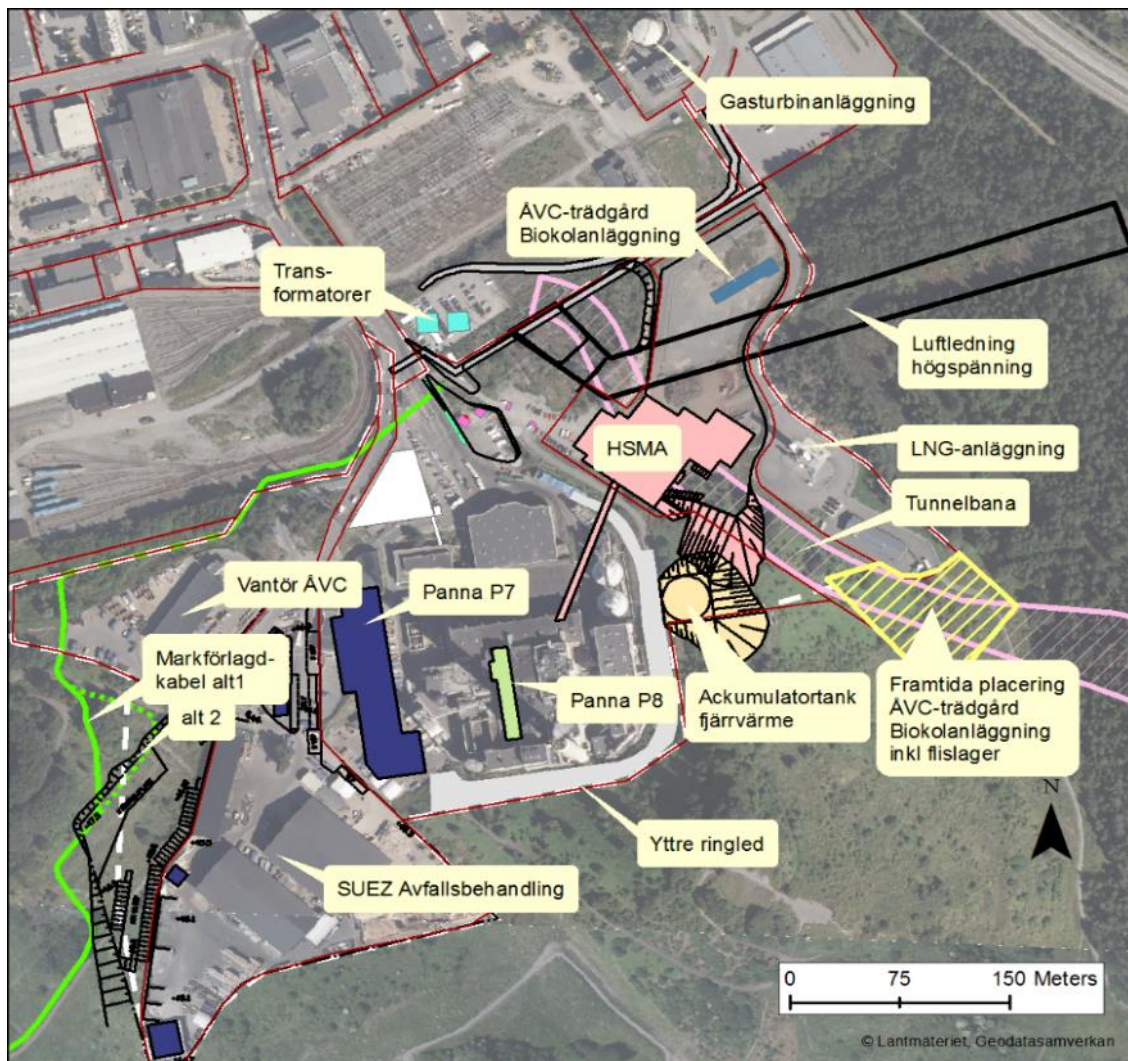 Gasturbinanläggning
ÅVC-trädgård
Biokolanläggning
Trans-
formatorer
Luftledning
högspänning
HSMA
LNG-anläggning
Tunnelbana
Vantör ÅVC
Panna P7
Markförlagd-
kabel alt1
alt 2
Panna P8
Ackumulatortank
fjärrvärme
Framtida placering
ÅVC-trädgård
Biokolanläggning
inkl flislager
N
Yttre ringled
SUEZ Avfallsbehandling
0 75 150 Meters
© Lantmäteriet, Geodatasamverkan